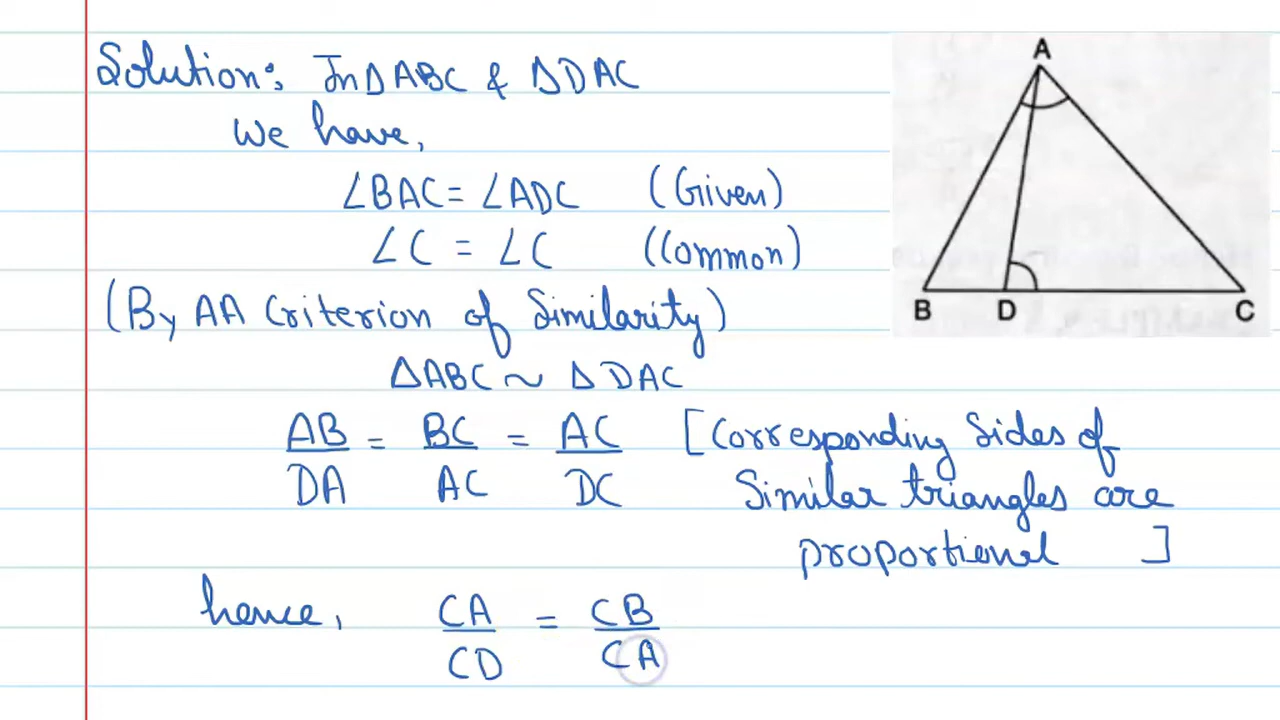 Solution: In ΔABC & ΔDAC
We have,
∠BAC = ∠ADC (Given)
∠C = ∠C (Common)
(By AA Criterion of Similarity)
ΔABC ~ ΔDAC
AB/DA = BC/AC = AC/DC [Corresponding Sides of
Similar triangles are
proportional ]
hence, CA/CD = CB/CA
A
B D C